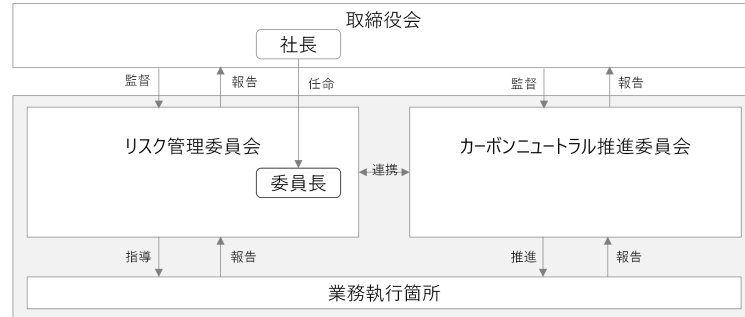 取締役会
社長
監督
報告
任命
監督
報告
リスク管理委員会
カーボンニュートラル推進委員会
連携
委員長
指導
報告
推進
報告
業務執行箇所